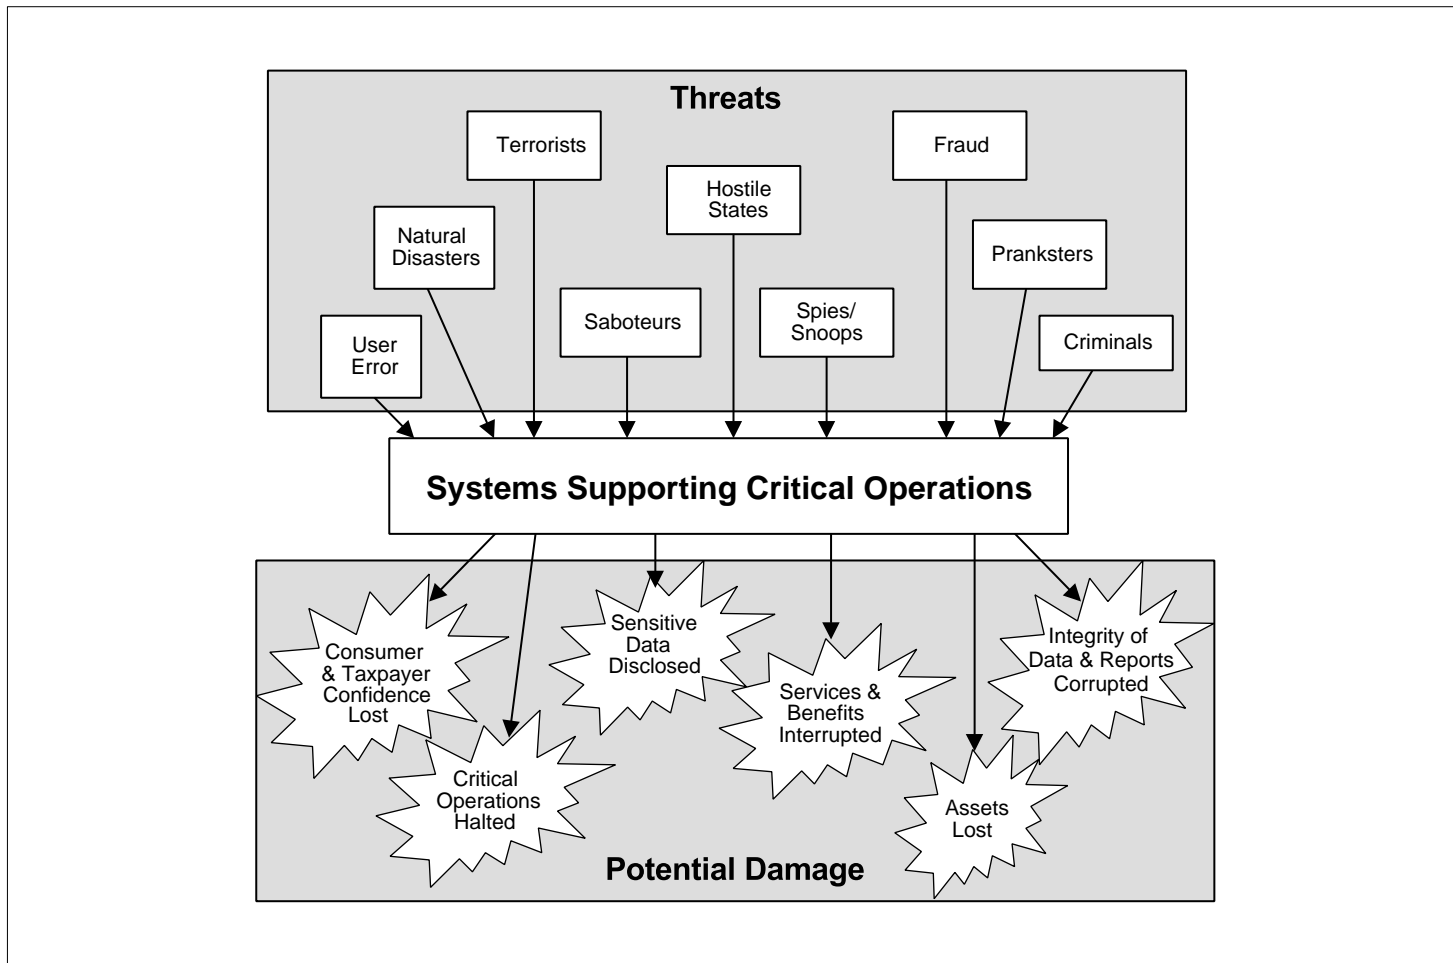 Threats
Terrorists
Fraud
Hostile
States
Natural
Disasters
Pranksters
Saboteurs
Spies/
Snoops
User
Error
Criminals
Systems Supporting Critical Operations
Consumer
& Taxpayer
Confidence
Lost
Sensitive
Data
Disclosed
Integrity of
Data & Reports
Corrupted
Services &
Benefits
Interrupted
Critical
Operations
Halted
Assets
Lost
Potential Damage